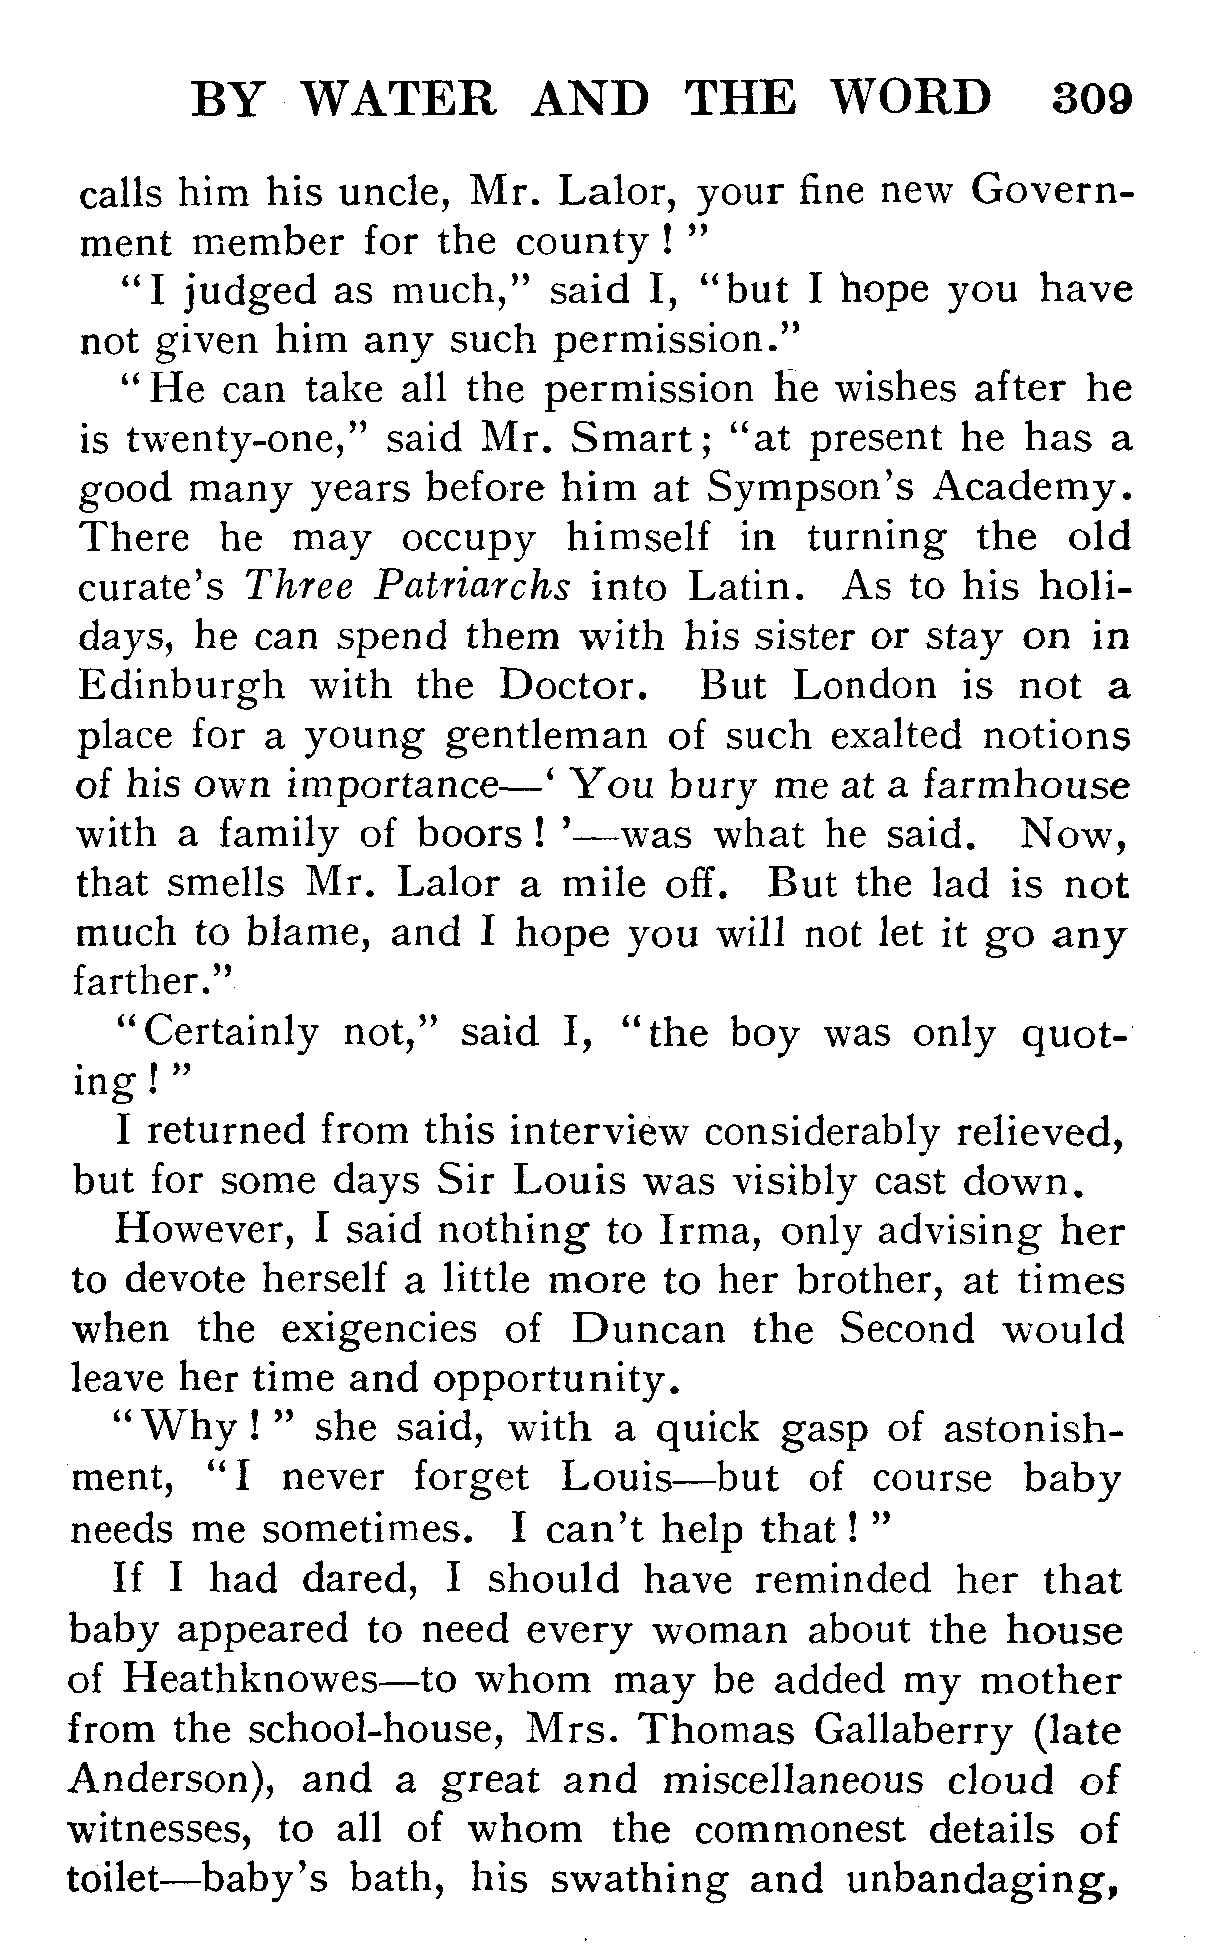 BY WATER AND THE WORD 309
calls him his uncle, Mr. Lalor, your fine new Govern-
ment member for the county ! ”
“ I judged as much,” said I, “ but I hope you have
not given him any such permission.”
“ He can take all the permission he wishes after he
is twenty-one,” said Mr. Smart ; “ at present he has a
good many years before him at Sympson’s Academy.
There he may occupy himself in turning the old
curate’s Three Patriarchs into Latin. As to his holi-
days, he can spend them with his sister or stay on in
Edinburgh with the Doctor. But London is not a
place for a young gentleman of such exalted notions
of his own importance—‘ You bury me at a farmhouse
with a family of boors ! ’—was what he said. Now,
that smells Mr. Lalor a mile off. But the lad is not
much to blame, and I hope you will not let it go any
farther.”
“ Certainly not,” said I, “ the boy was only quot-
ing ! ”
I returned from this interview considerably relieved,
but for some days Sir Louis was visibly cast down.
However, I said nothing to Irma, only advising her
to devote herself a little more to her brother, at times
when the exigencies of Duncan the Second would
leave her time and opportunity.
“ Why ! ” she said, with a quick gasp of astonish-
ment, “ I never forget Louis—but of course baby
needs me sometimes. I can’t help that ! ”
If I had dared, I should have reminded her that
baby appeared to need every woman about the house
of Heathknowes—to whom may be added my mother
from the school-house, Mrs. Thomas Gallaberry (late
Anderson), and a great and miscellaneous cloud of
witnesses, to all of whom the commonest details of
toilet—baby’s bath, his swathing and unbandaging,